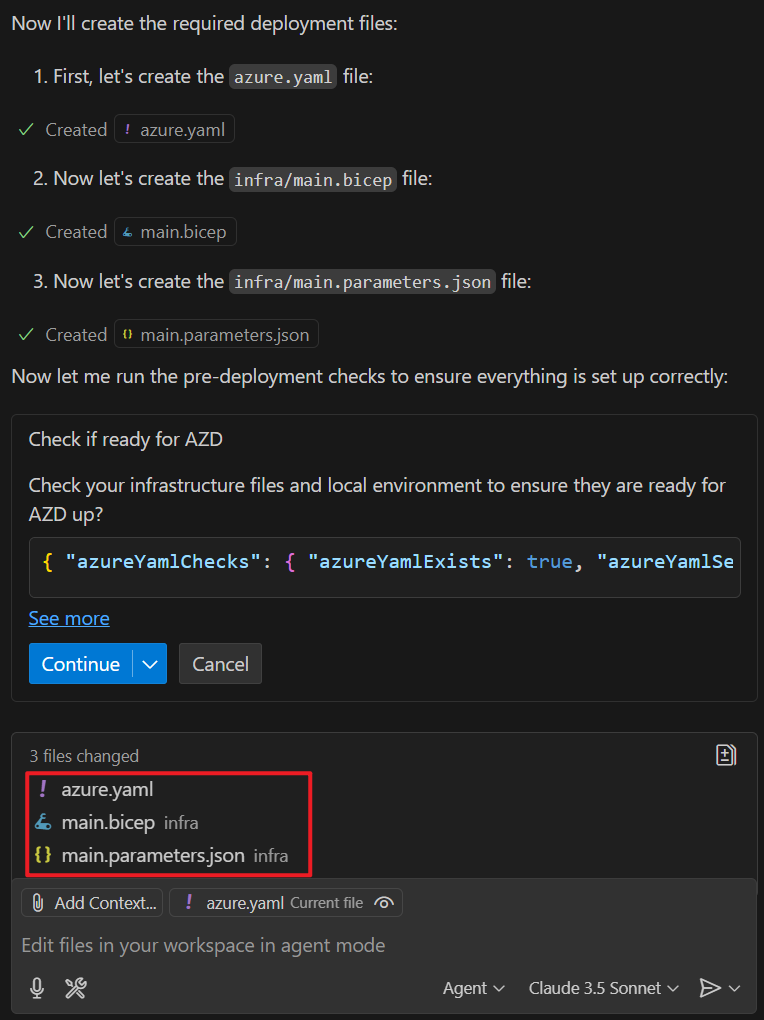 Now I'll create the required deployment files:
1. First, let's create the azure.yaml file:
Created ! azure.yaml
2. Now let's create the infra/main.bicep file:
Created main.bicep
3. Now let's create the infra/main.parameters.json file:
Created {} main.parameters.json
Now let me run the pre-deployment checks to ensure everything is set up correctly:
Check if ready for AZD
Check your infrastructure files and local environment to ensure they are ready for
AZD up?
{ "azureYamlChecks": { "azureYamlExists": true, "azureYamlSe
See more
Continue Cancel
3 files changed
! azure.yaml
main.bicep infra
{} main.parameters.json infra
Add Context... ! azure.yaml Current file
Edit files in your workspace in agent mode
Agent Claude 3.5 Sonnet